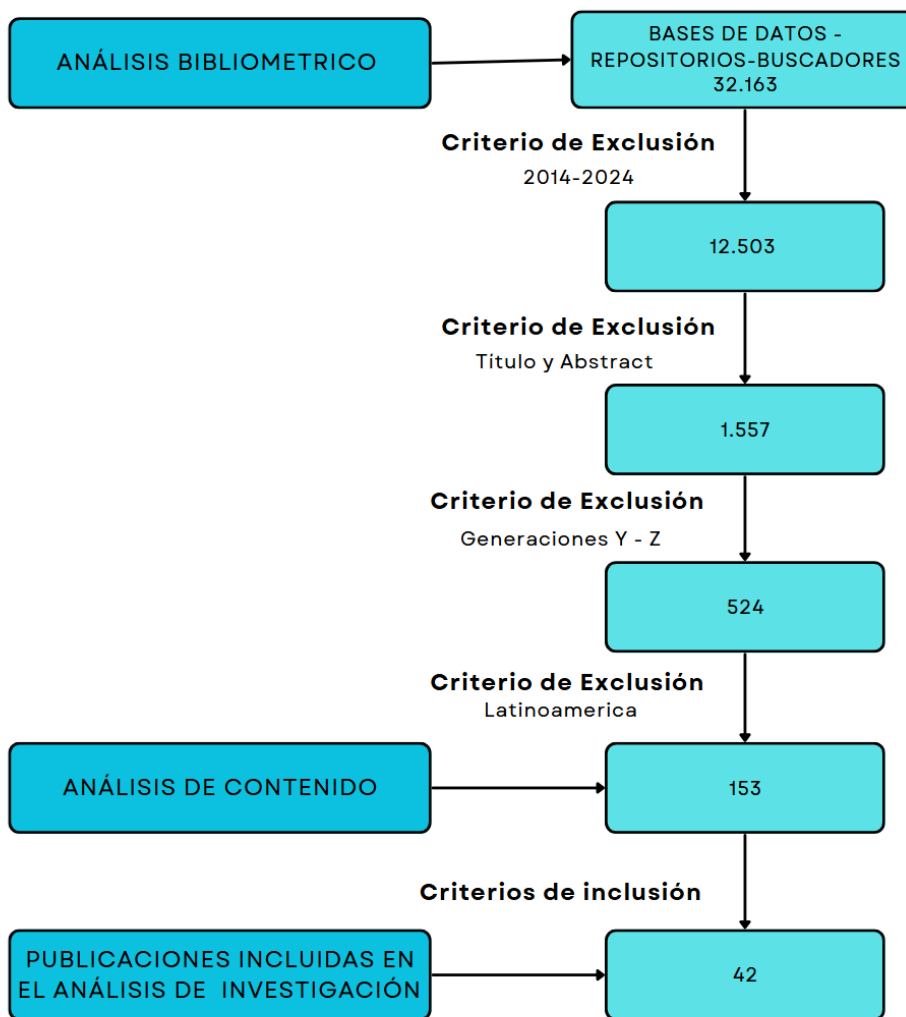 ANÁLISIS BIBLIOMETRICO
BASES DE DATOS -
REPOSITORIOS-BUSCADORES
32.163
Criterio de Exclusión
2014-2024
12.503
Criterio de Exclusión
Título y Abstract
1.557
Criterio de Exclusión
Generaciones Y - Z
524
Criterio de Exclusión
Latinoamerica
ANÁLISIS DE CONTENIDO
153
Criterios de inclusión
PUBLICACIONES INCLUIDAS EN
EL ANÁLISIS DE INVESTIGACIÓN
42